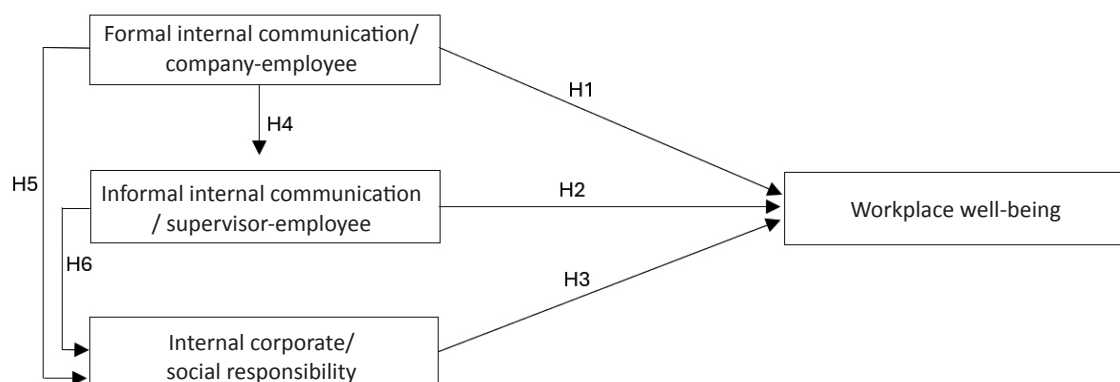 Formal internal communication/
company-employee
H1
H4
H5
Informal internal communication
/ supervisor-employee
H2
Workplace well-being
H6
H3
Internal corporate/
social responsibility